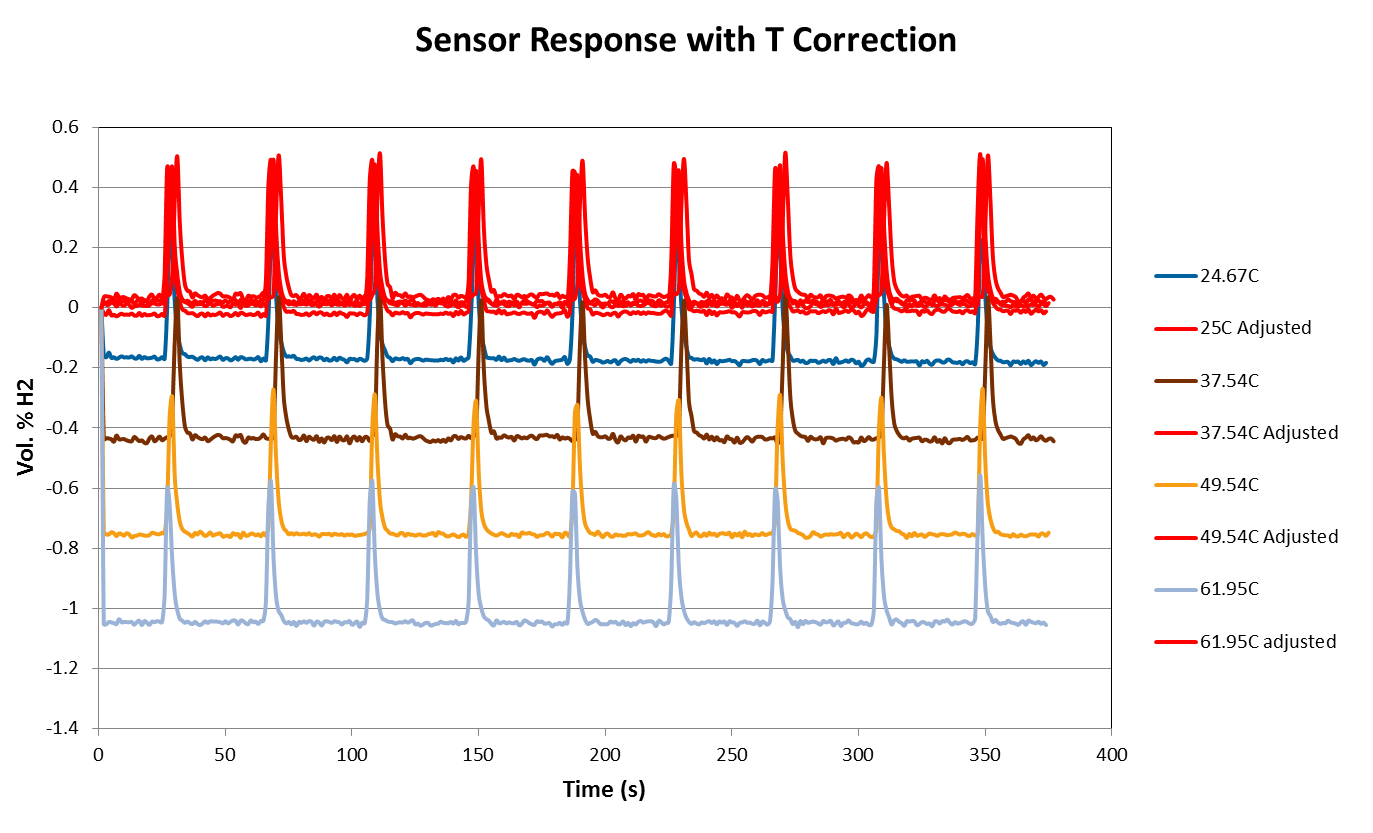 Sensor Response with T Correction
0.6
0.4
0.2
0
-0.2
-0.4
-0.6
-0.8
-1
-1.2
-1.4
Vol. % H2
0 50 100 150 200 250 300 350 400
Time (s)
24.67C
25C Adjusted
37.54C
37.54C Adjusted
49.54C
49.54C Adjusted
61.95C
61.95C adjusted